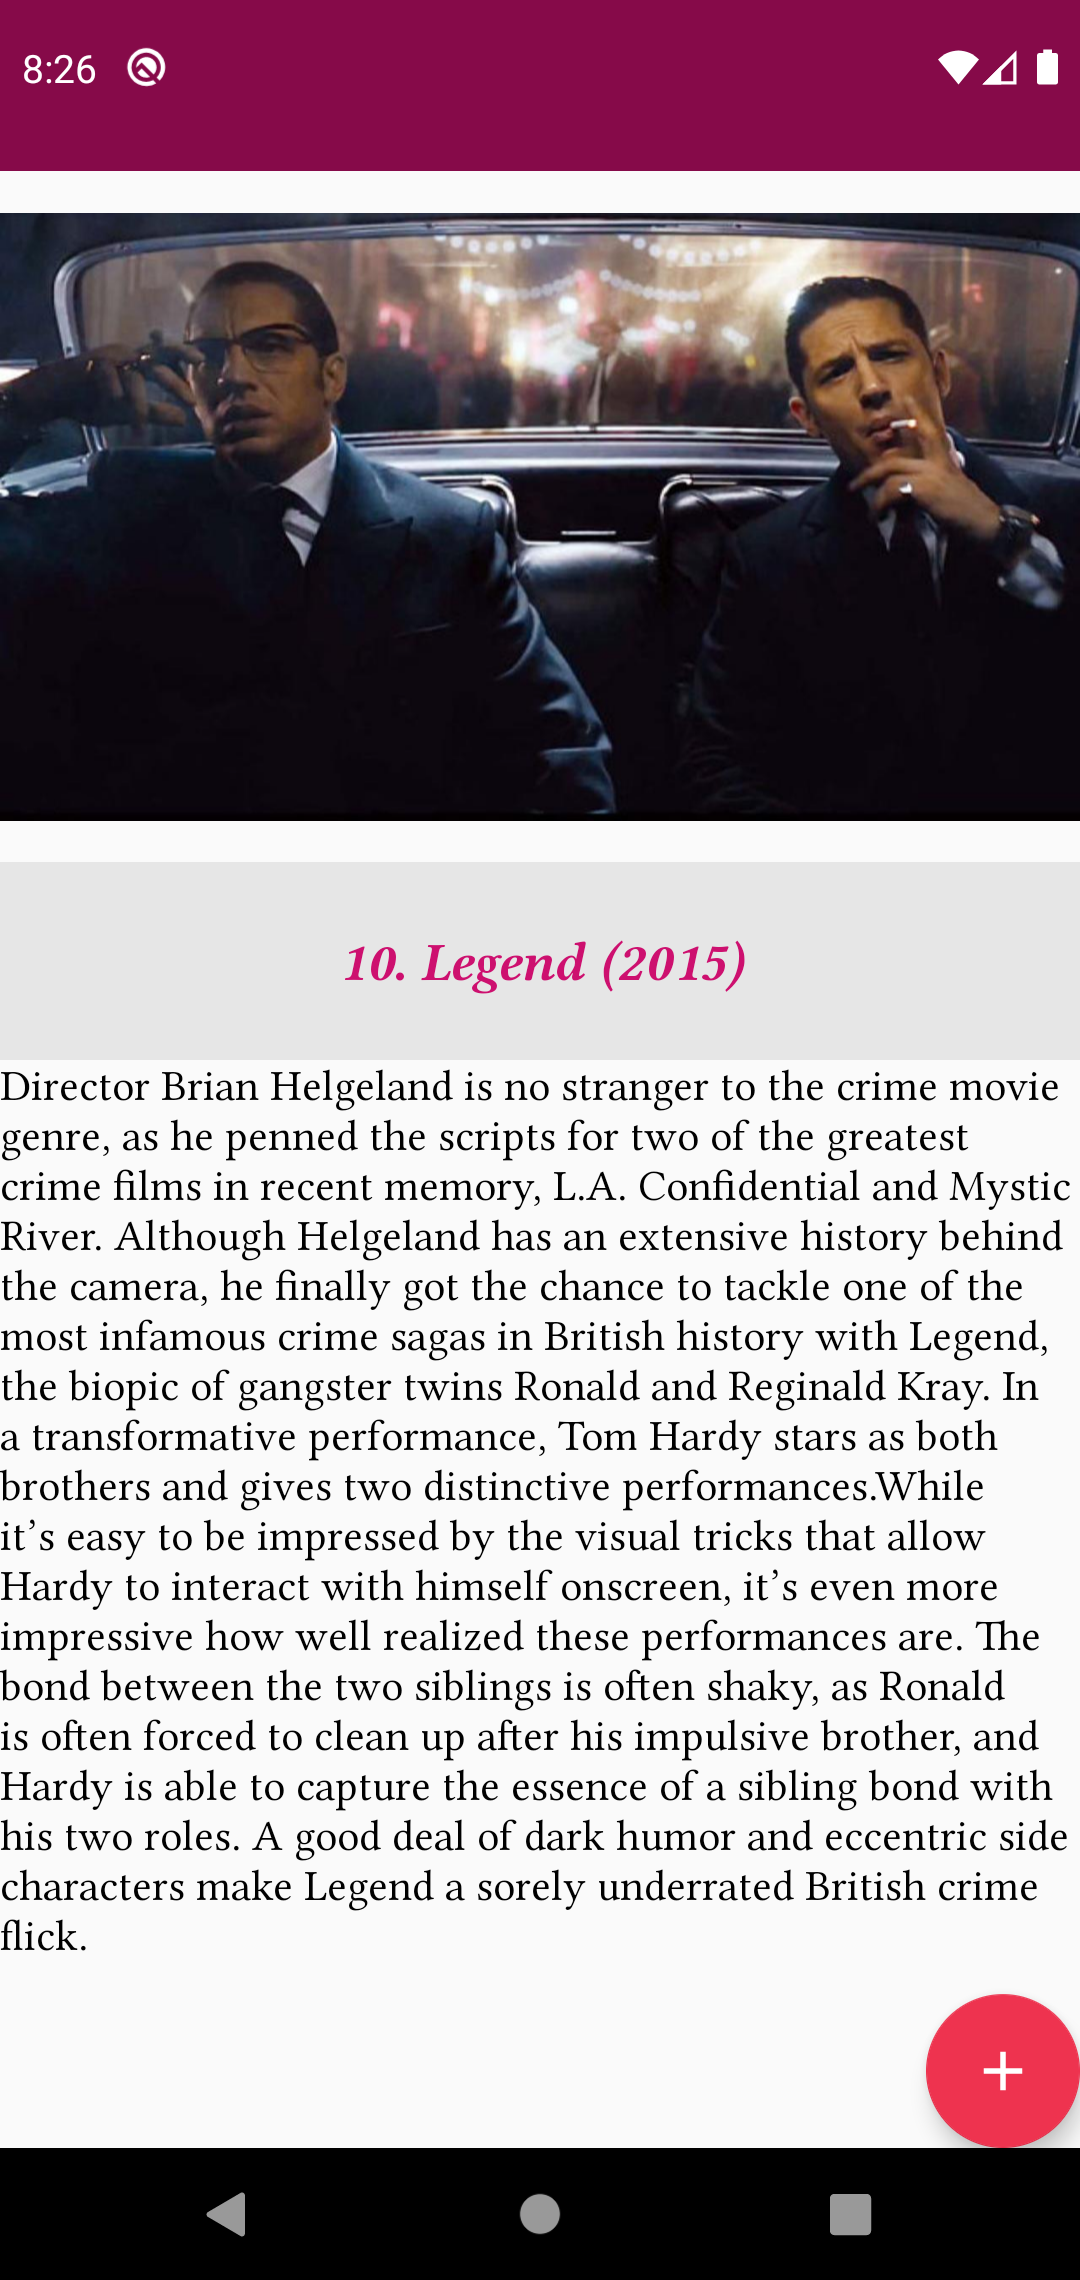 8:26
10. Legend (2015)
Director Brian Helgeland is no stranger to the crime movie
genre, as he penned the scripts for two of the greatest
crime films in recent memory, L.A. Confidential and Mystic
River. Although Helgeland has an extensive history behind
the camera, he finally got the chance to tackle one of the
most infamous crime sagas in British history with Legend,
the biopic of gangster twins Ronald and Reginald Kray. In
a transformative performance, Tom Hardy stars as both
brothers and gives two distinctive performances.While
it’s easy to be impressed by the visual tricks that allow
Hardy to interact with himself onscreen, it’s even more
impressive how well realized these performances are. The
bond between the two siblings is often shaky, as Ronald
is often forced to clean up after his impulsive brother, and
Hardy is able to capture the essence of a sibling bond with
his two roles. A good deal of dark humor and eccentric side
characters make Legend a sorely underrated British crime
flick.